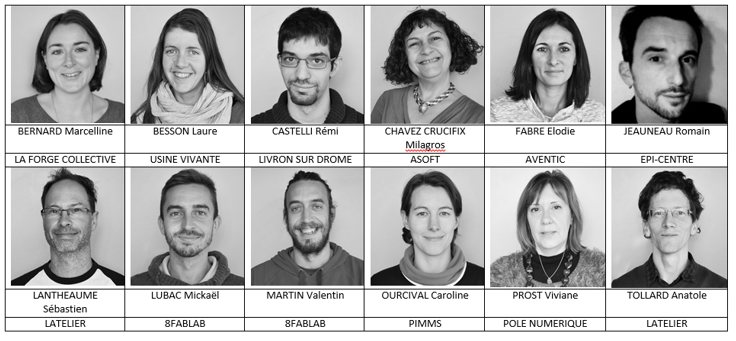 BERNARD Marcelline
BESSON Laure
CASTELLI Rémi
CHAVEZ CRUCIFIX
Milagros
FABRE Elodie
JEAUNEAU Romain
LA FORGE COLLECTIVE
USINE VIVANTE
LIVRON SUR DROME
ASOFT
AVENTIC
EPI-CENTRE
LANTHEAUME
Sébastien
LUBAC Mickaël
MARTIN Valentin
OURCIVAL Caroline
PROST Viviane
TOLLARD Anatole
LATELIER
8FABLAB
8FABLAB
PIMMS
POLE NUMERIQUE
LATELIER